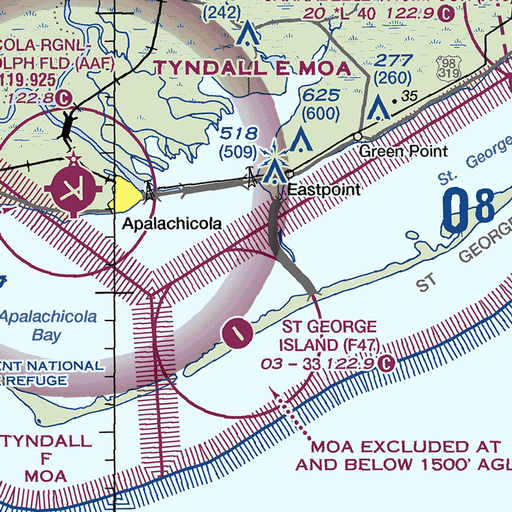 (242)
20 *L 40 122.9 C
COLA-RGNL
OLPH FLD (AAF)
119.925
122.8 C
TYNDALL E MOA
277
(260)
35
98
319
625
(600)
518
(509)
Green Point
St. George
Eastpoint
08
Apalachicola
ST GEORGE
Apalachicola
Bay
ST GEORGE
ISLAND (F47)
03 - 33 122.9 C
ENT NATIONAL
REFUGE
TYNDALL
F
MOA
MOA EXCLUDED AT
AND BELOW 1500' AGL